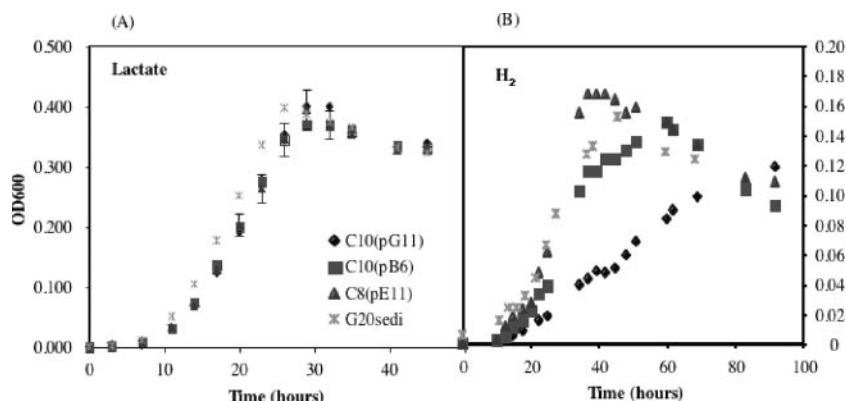 (A)
(B)
0.500
0.400
0.300
0.200
0.100
0.000
OD600
Lactate
C10(pG11)
C10(pB6)
C8(pE11)
G20sedi
0 10 20 30 40
Time (hours)
H2
0.20
0.18
0.16
0.14
0.12
0.10
0.08
0.06
0.04
0.02
0
0 20 40 60 80 100
Time (hours)